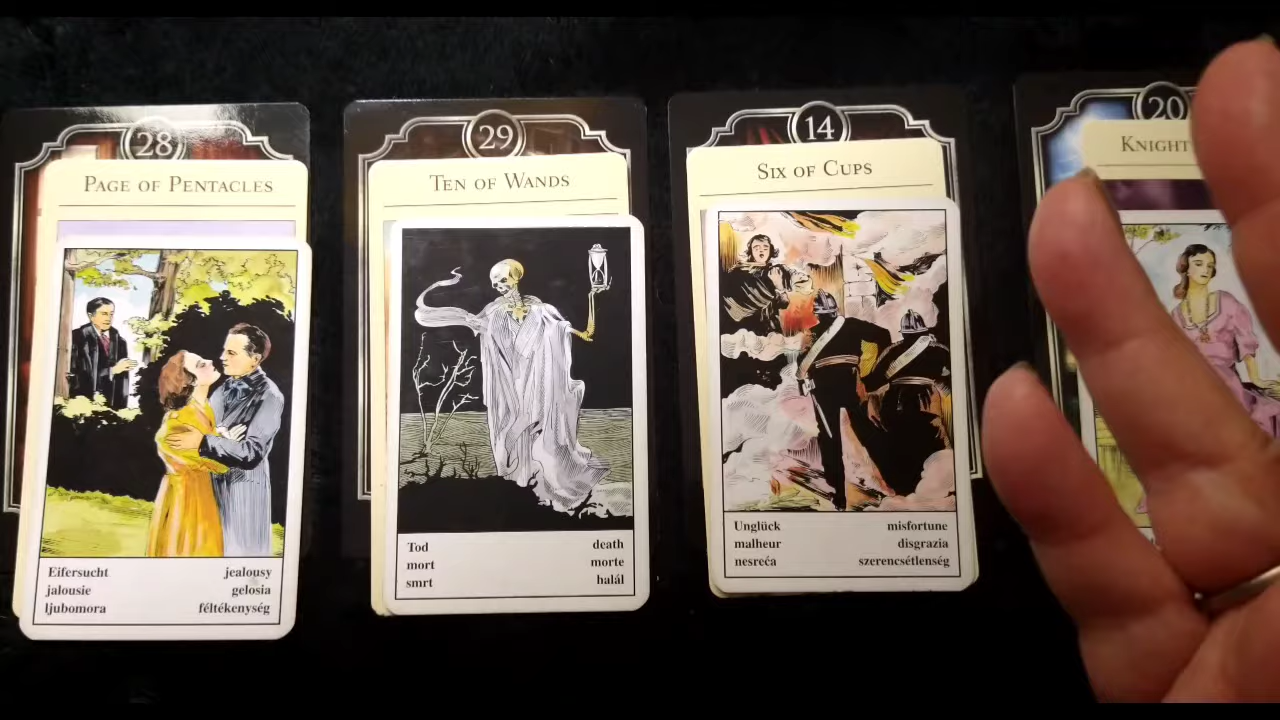 28
PAGE OF PENTACLES
Eifersucht jealousy
jalousie gelosia
ljubomora féltékenység
29
TEN OF WANDS
Tod death
mort morte
smrt halál
14
SIX OF CUPS
Unglück misfortune
malheur disgrazia
nesreća szerencsétlenség
20
KNIGHT